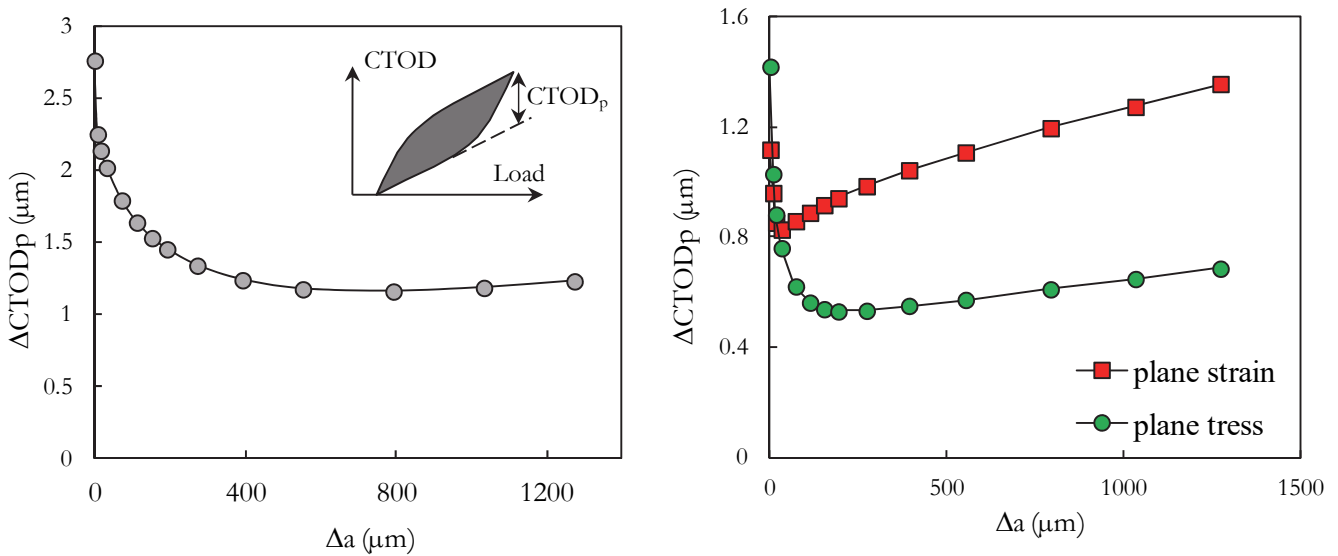 3
2.5
2
1.5
1
0.5
0
ΔCTODp (μm)
CTOD
CTODp
Load
0
400
800
1200
Δa (μm)
1.6
1.2
0.8
0.4
0
ΔCTODp (μm)
plane strain
plane tress
0
500
1000
1500
Δa (μm)